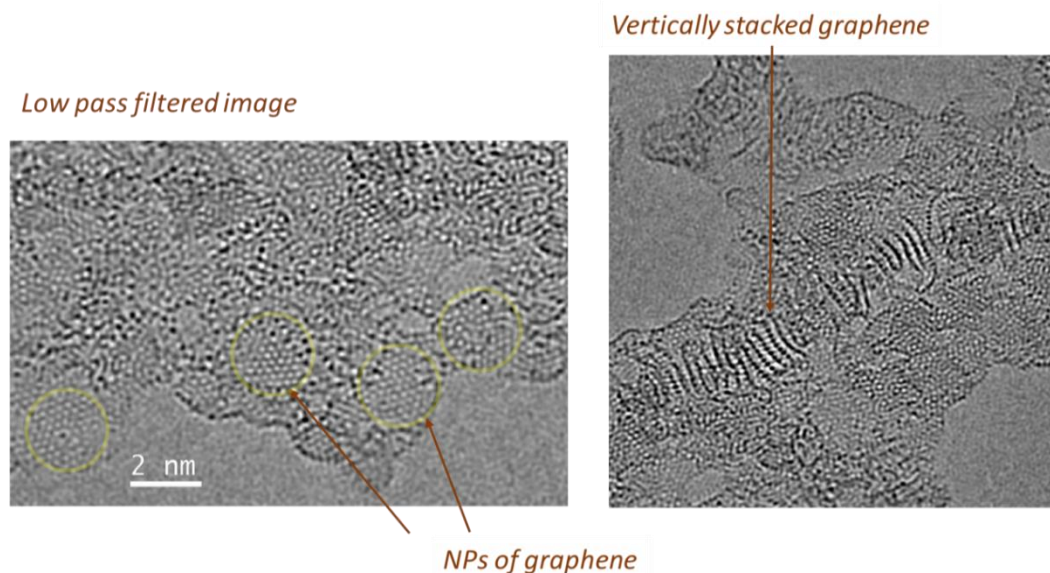 Vertically stacked graphene
Low pass filtered image
2 nm
NPs of graphene